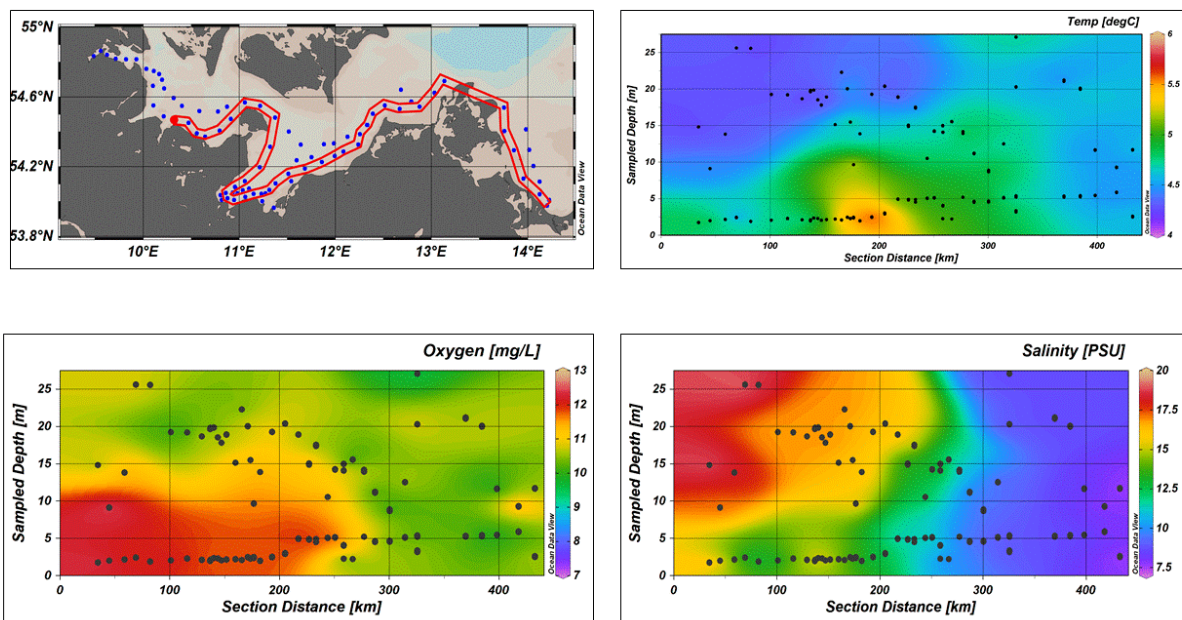 55°N
54.6°N
54.2°N
53.8°N
10°E
11°E
12°E
13°E
14°E
Ocean Data View
Temp [degC]
Sampled Depth [m]
25
20
15
10
5
0
100
200
300
400
Section Distance [km]
6
5.5
5
4.5
4
Ocean Data View
Oxygen [mg/L]
Sampled Depth [m]
25
20
15
10
5
0
0
100
200
300
400
Section Distance [km]
13
12
11
10
9
8
7
Ocean Data View
Salinity [PSU]
Sampled Depth [m]
25
20
15
10
5
0
0
100
200
300
400
Section Distance [km]
20
17.5
15
12.5
10
7.5
Ocean Data View